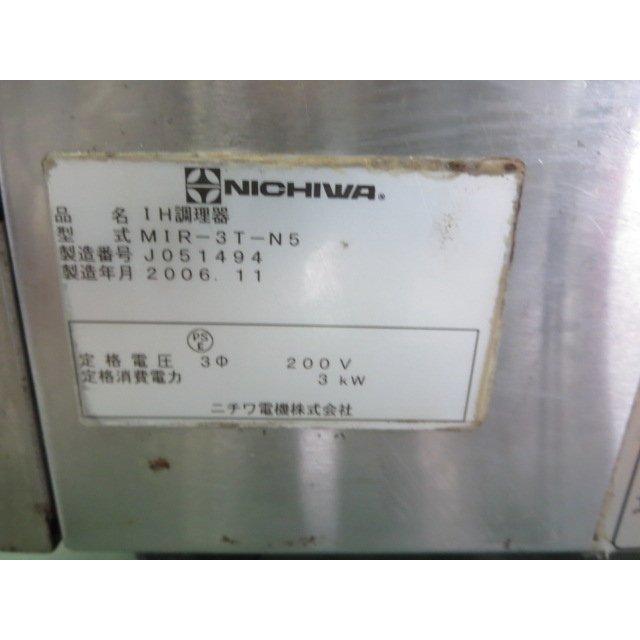 NICHIWA®
品名 IH調理器
型式 MIR-3T-N5
製造番号 J051494
製造年月 2006.11
PS
E
定格電圧 3Φ 200V
定格消費電力 3kW
ニチワ電機株式会社